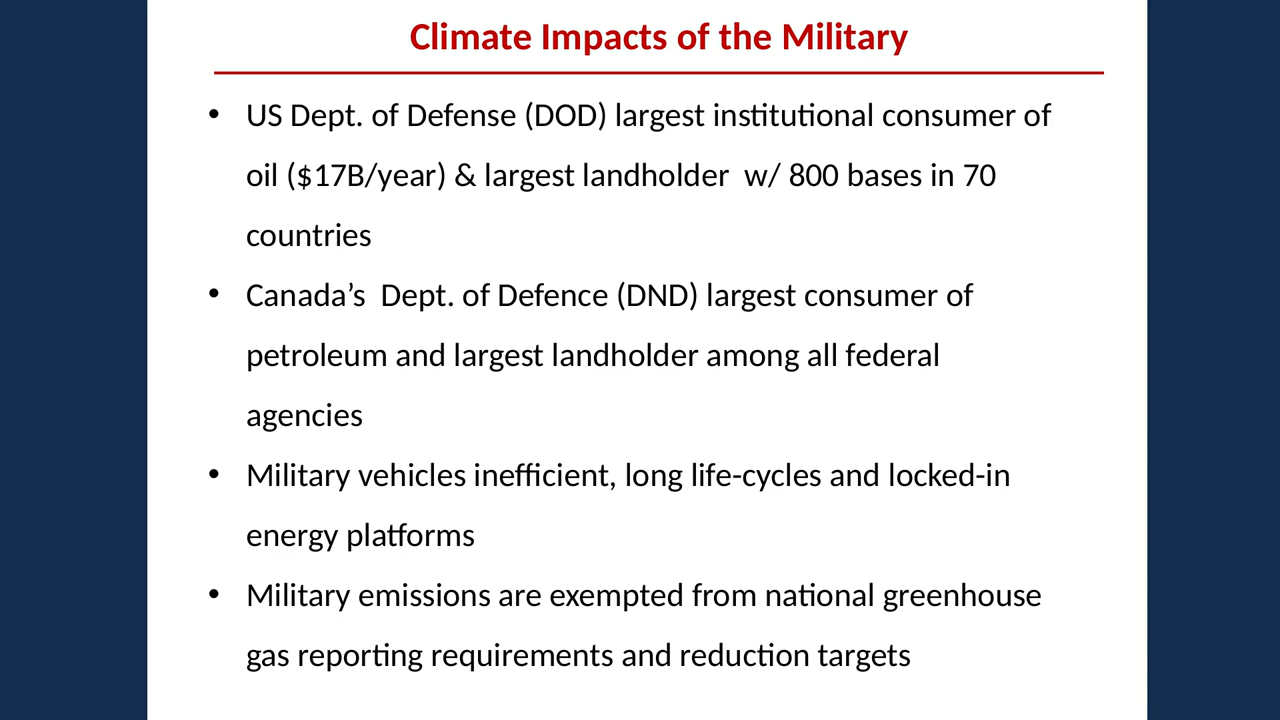 Climate Impacts of the Military
• US Dept. of Defense (DOD) largest institutional consumer of
oil ($17B/year) & largest landholder  w/ 800 bases in 70
countries
• Canada’s  Dept. of Defence (DND) largest consumer of
petroleum and largest landholder among all federal
agencies
• Military vehicles inefficient, long life-cycles and locked-in
energy platforms
• Military emissions are exempted from national greenhouse
gas reporting requirements and reduction targets